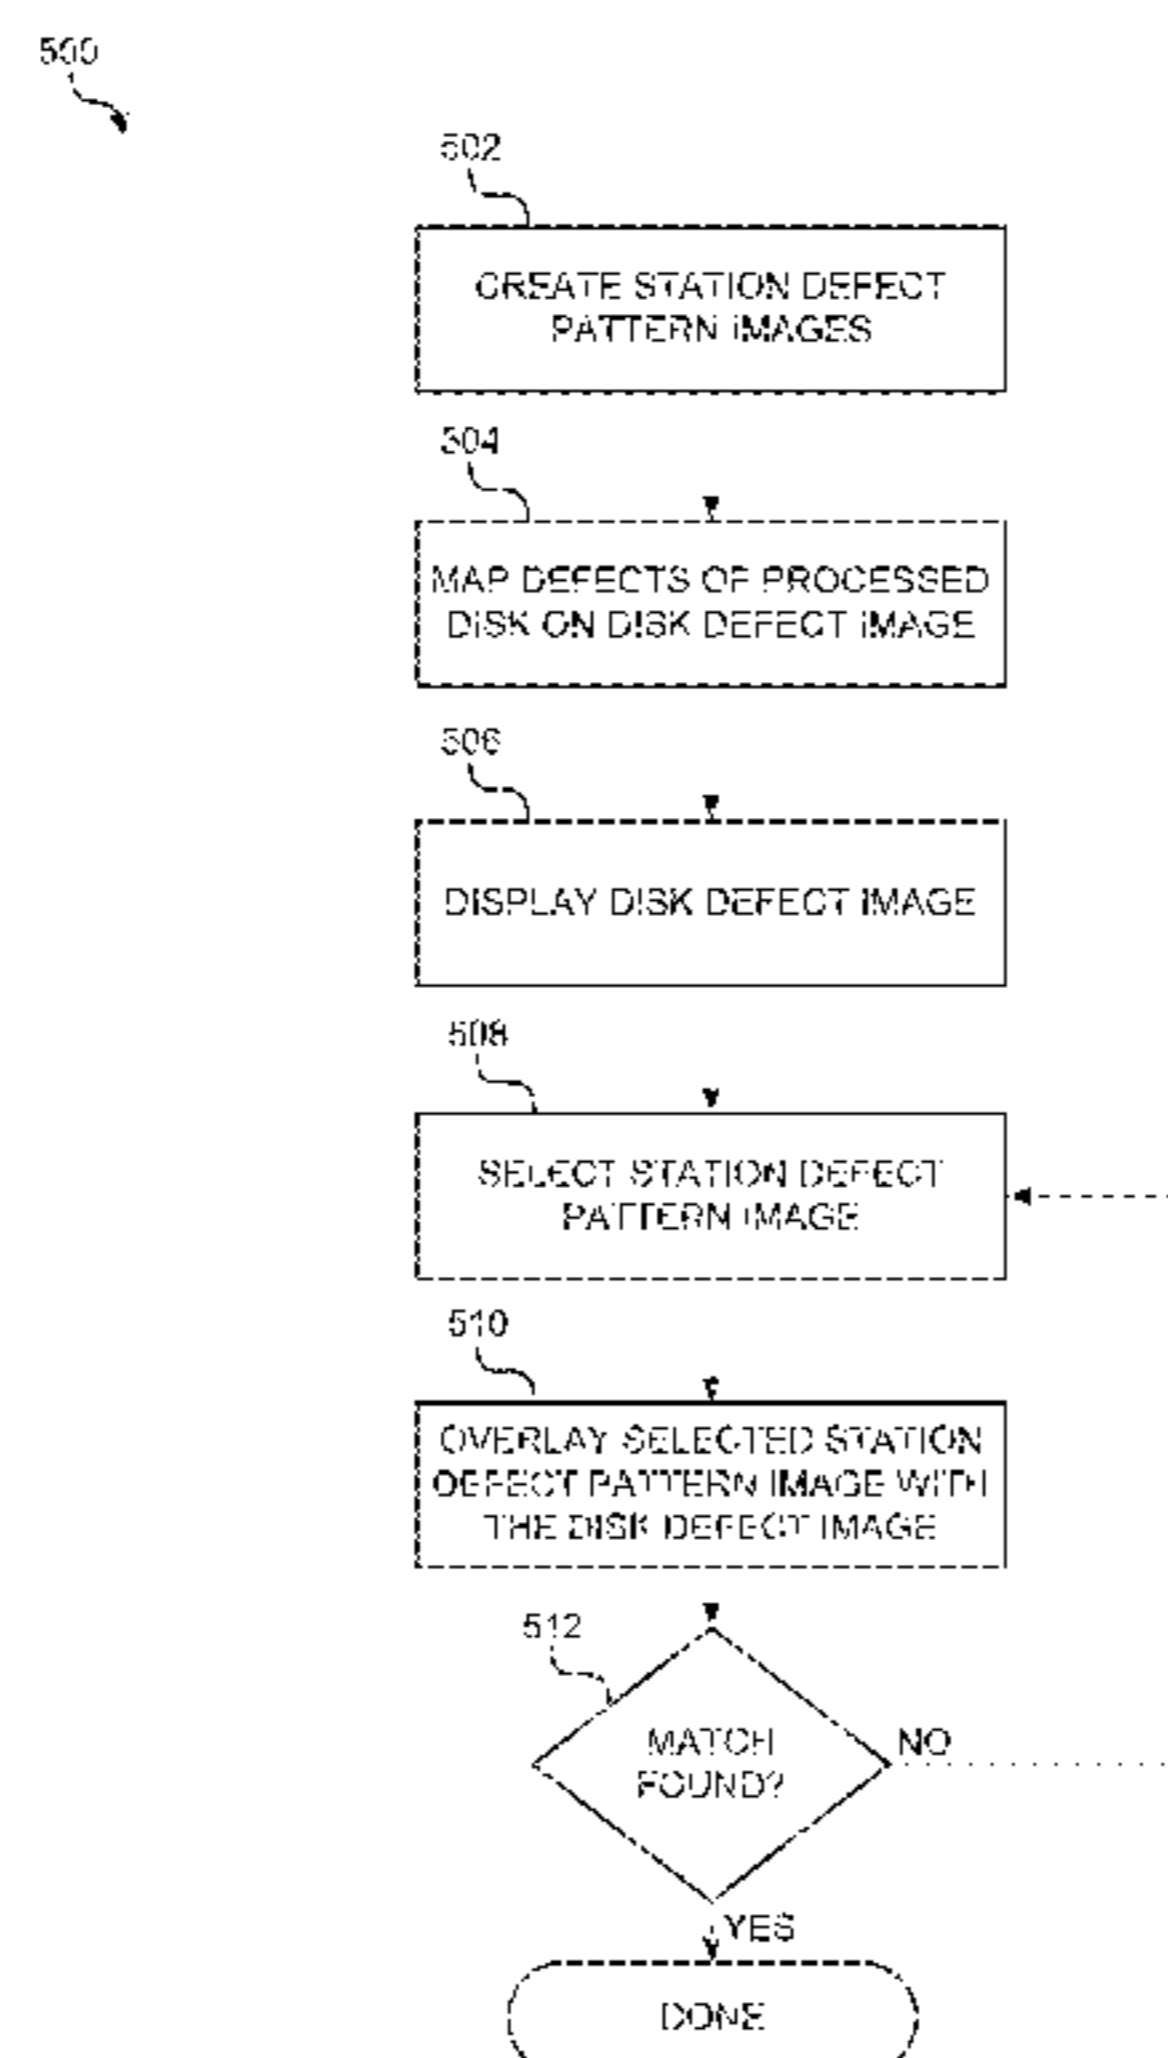 500
502
CREATE STATION DEFECT
PATTERN IMAGES
504
MAP DEFECTS OF PROCESSED
DISK ON DISK DEFECT IMAGE
506
DISPLAY DISK DEFECT IMAGE
508
SELECT STATION DEFECT
PATTERN IMAGE
510
OVERLAY SELECTED STATION
DEFECT PATTERN IMAGE WITH
THE DISK DEFECT IMAGE
512
MATCH
FOUND?
NO
YES
DONE